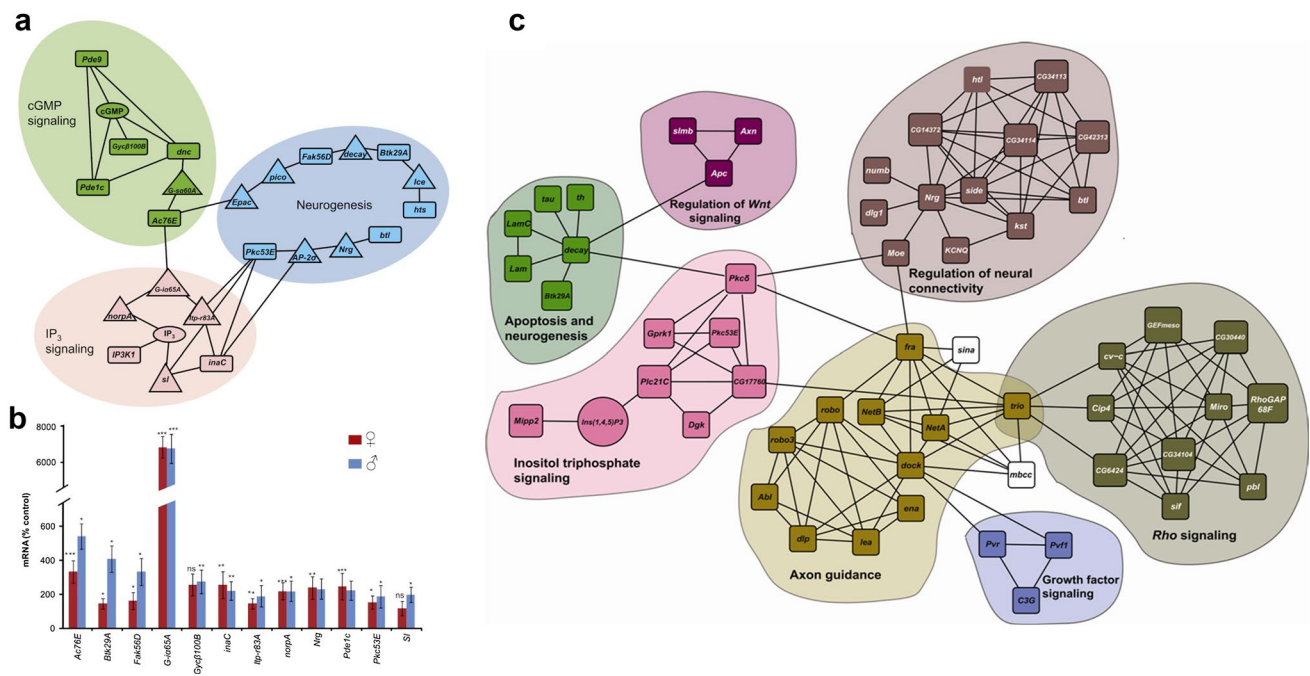 a
Pde9
cGMP
signaling
cGMP
Gycβ100B
dnc
Pde1c
G-sα60A
Ac76E
Fak56D
decay
Btk29A
pico
Ice
Epac
Neurogenesis
hts
btl
Pkc53E
AP-2σ
Nrg
G-iα65A
norpA
Itp-r83A
IP3
signaling
IP3
IP3K1
inaC
sl
b
mRNA (% control)
8000
6000
600
400
200
0
♀
♂
*** * * * * * *** *** ns ** ** ** ** * *** * ** *** * * ns *
Ac76E
Btk29A
Fak56D
G-iα65A
Gycβ100B
inaC
Itp-r83A
norpA
Nrg
Pde1c
Pkc53E
Sl
c
slmb
Axn
Apc
Regulation of Wnt
signaling
htl
CG34113
CG14372
CG42313
CG34114
numb
Nrg
side
btl
dlg1
kst
KCNQ
Moe
Regulation of neural
connectivity
tau
th
LamC
decay
Lam
Btk29A
Apoptosis and
neurogenesis
Pkcδ
Gprk1
Pkc53E
Plc21C
CG17760
Mipp2
Ins(1,4,5)P3
Dgk
Inositol triphosphate
signaling
fra
sina
robo
NetB
trio
NetA
robo3
dock
mbcc
Abl
ena
dlp
lea
Axon guidance
GEFmeso
CG30440
cv-c
Cip4
Miro
RhoGAP
68F
CG34104
CG6424
pbl
sif
Rho signaling
Pvr
Pvf1
Growth factor
signaling
C3G